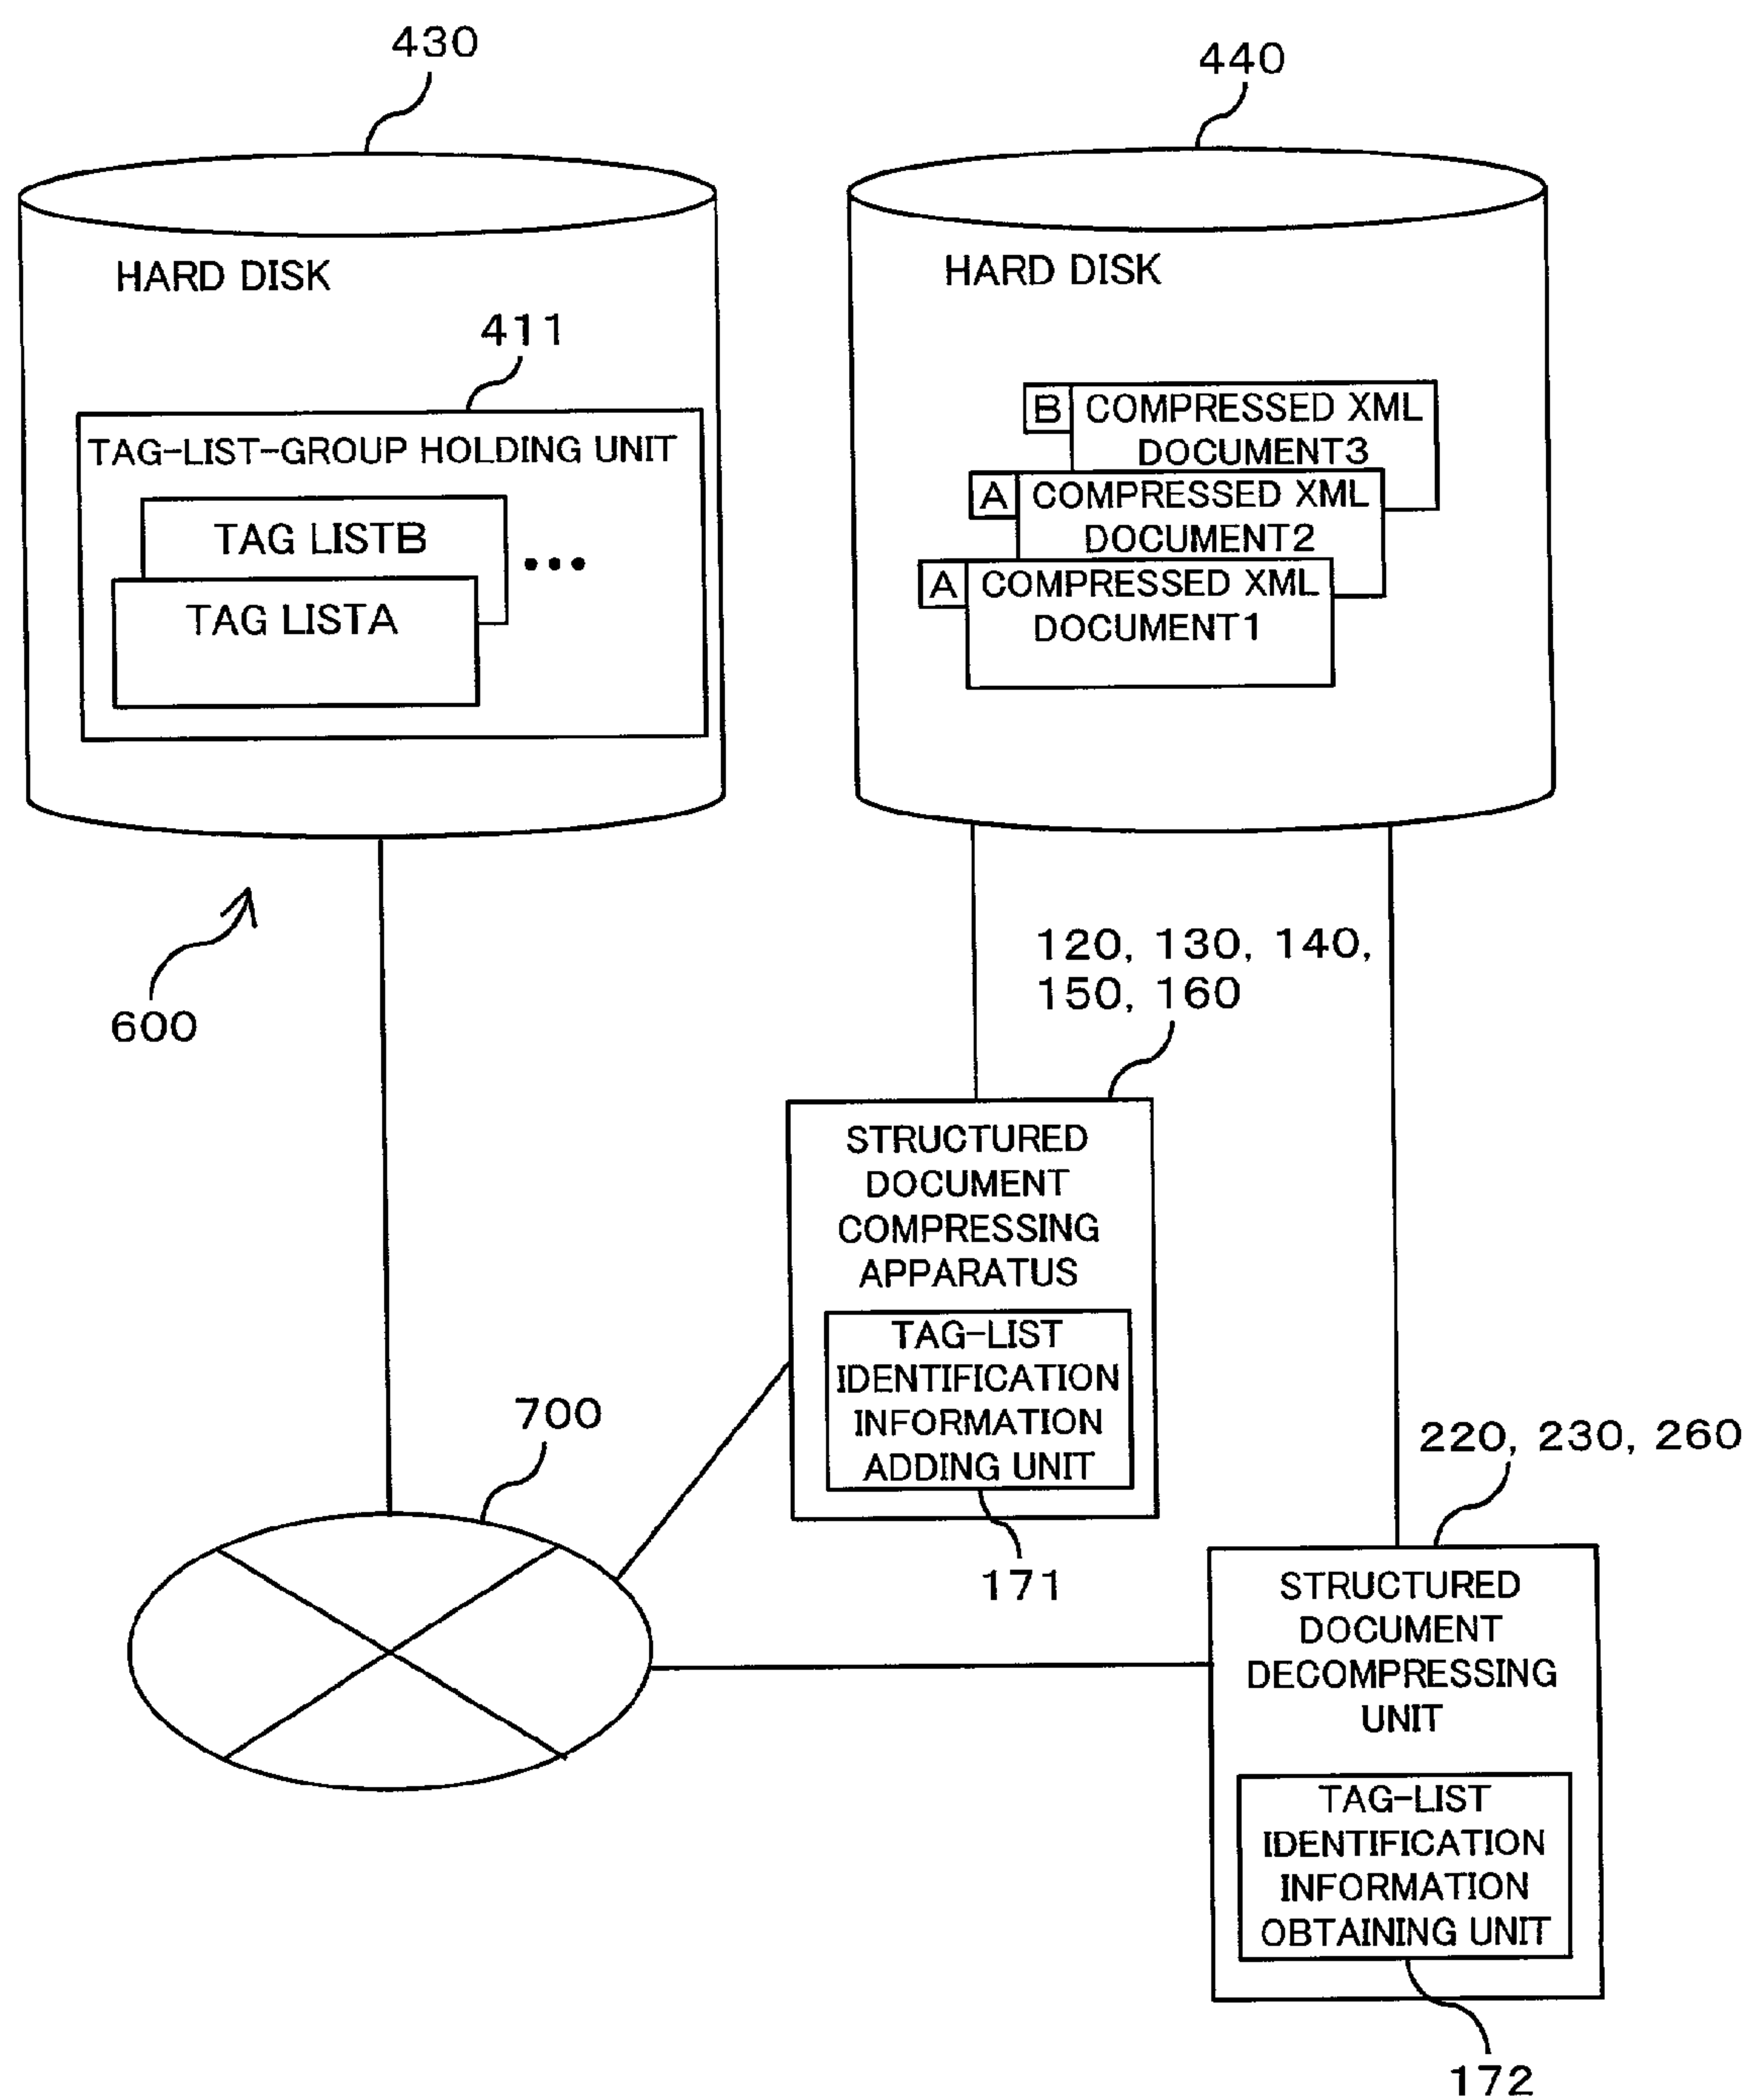 430
440
HARD DISK
411
TAG-LIST-GROUP HOLDING UNIT
TAG LISTB
...
TAG LISTA
HARD DISK
B COMPRESSED XML
DOCUMENT3
A COMPRESSED XML
DOCUMENT2
A COMPRESSED XML
DOCUMENT1
600
120, 130, 140,
150, 160
STRUCTURED
DOCUMENT
COMPRESSING
APPARATUS
TAG-LIST
IDENTIFICATION
INFORMATION
ADDING UNIT
171
700
220, 230, 260
STRUCTURED
DOCUMENT
DECOMPRESSING
UNIT
TAG-LIST
IDENTIFICATION
INFORMATION
OBTAINING UNIT
172